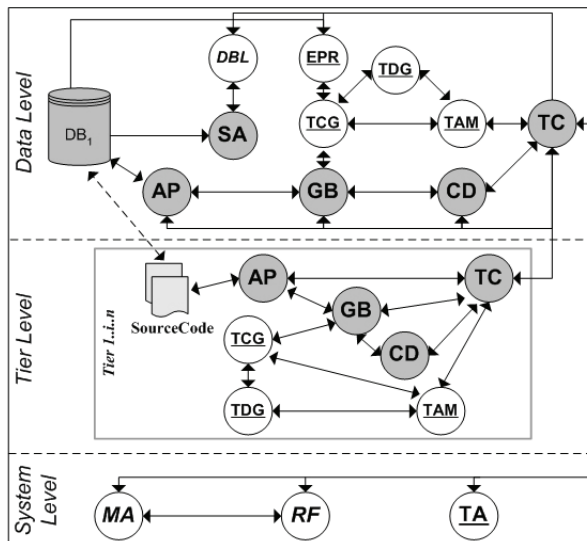 Data Level
DBL
EPR
TDG
DB1
SA
TCG
TAM
TC
AP
GB
CD
Tier Level
Tier 1..i..n
SourceCode
AP
TC
GB
TCG
CD
TDG
TAM
System
Level
MA
RF
TA